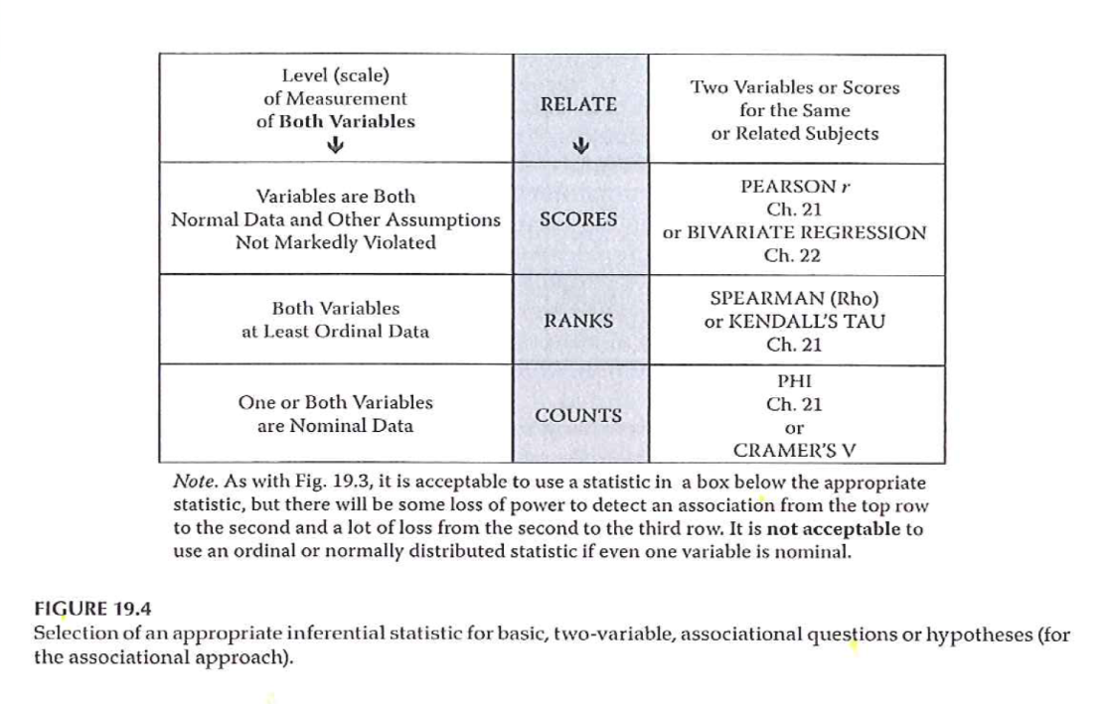 Level (scale)
of Measurement
of Both Variables
RELATE
Two Variables or Scores
for the Same
or Related Subjects
Variables are Both
Normal Data and Other Assumptions
Not Markedly Violated
SCORES
PEARSON r
Ch. 21
or BIVARIATE REGRESSION
Ch. 22
Both Variables
at Least Ordinal Data
RANKS
SPEARMAN (Rho)
or KENDALL'S TAU
Ch. 21
One or Both Variables
are Nominal Data
COUNTS
PHI
Ch. 21
or
CRAMER'S V
Note. As with Fig. 19.3, it is acceptable to use a statistic in a box below the appropriate
statistic, but there will be some loss of power to detect an association from the top row
to the second and a lot of loss from the second to the third row. It is not acceptable to
use an ordinal or normally distributed statistic if even one variable is nominal.
FIGURE 19.4
Selection of an appropriate inferential statistic for basic, two-variable, associational questions or hypotheses (for
the associational approach).